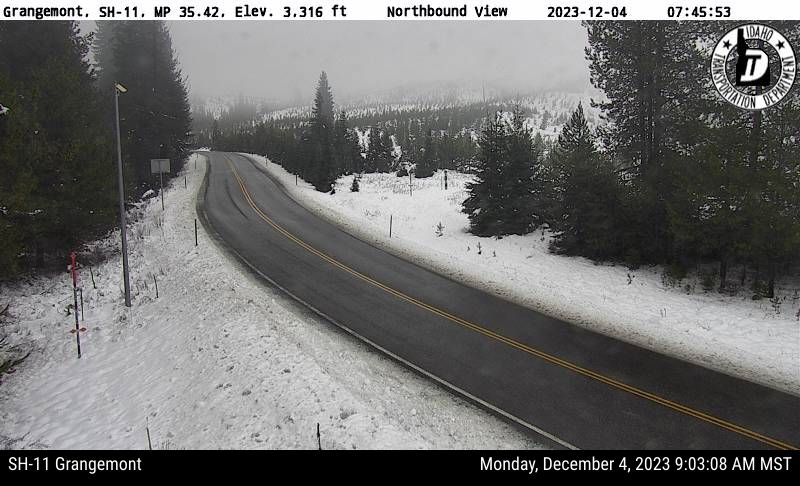 Grangemont, SH-11, MP 35.42, Elev. 3,316 ft Northbound View 2023-12-04 07:45:53
IDAHO
TRANSPORTATION DEPARTMENT
SH-11 Grangemont Monday, December 4, 2023 9:03:08 AM MST